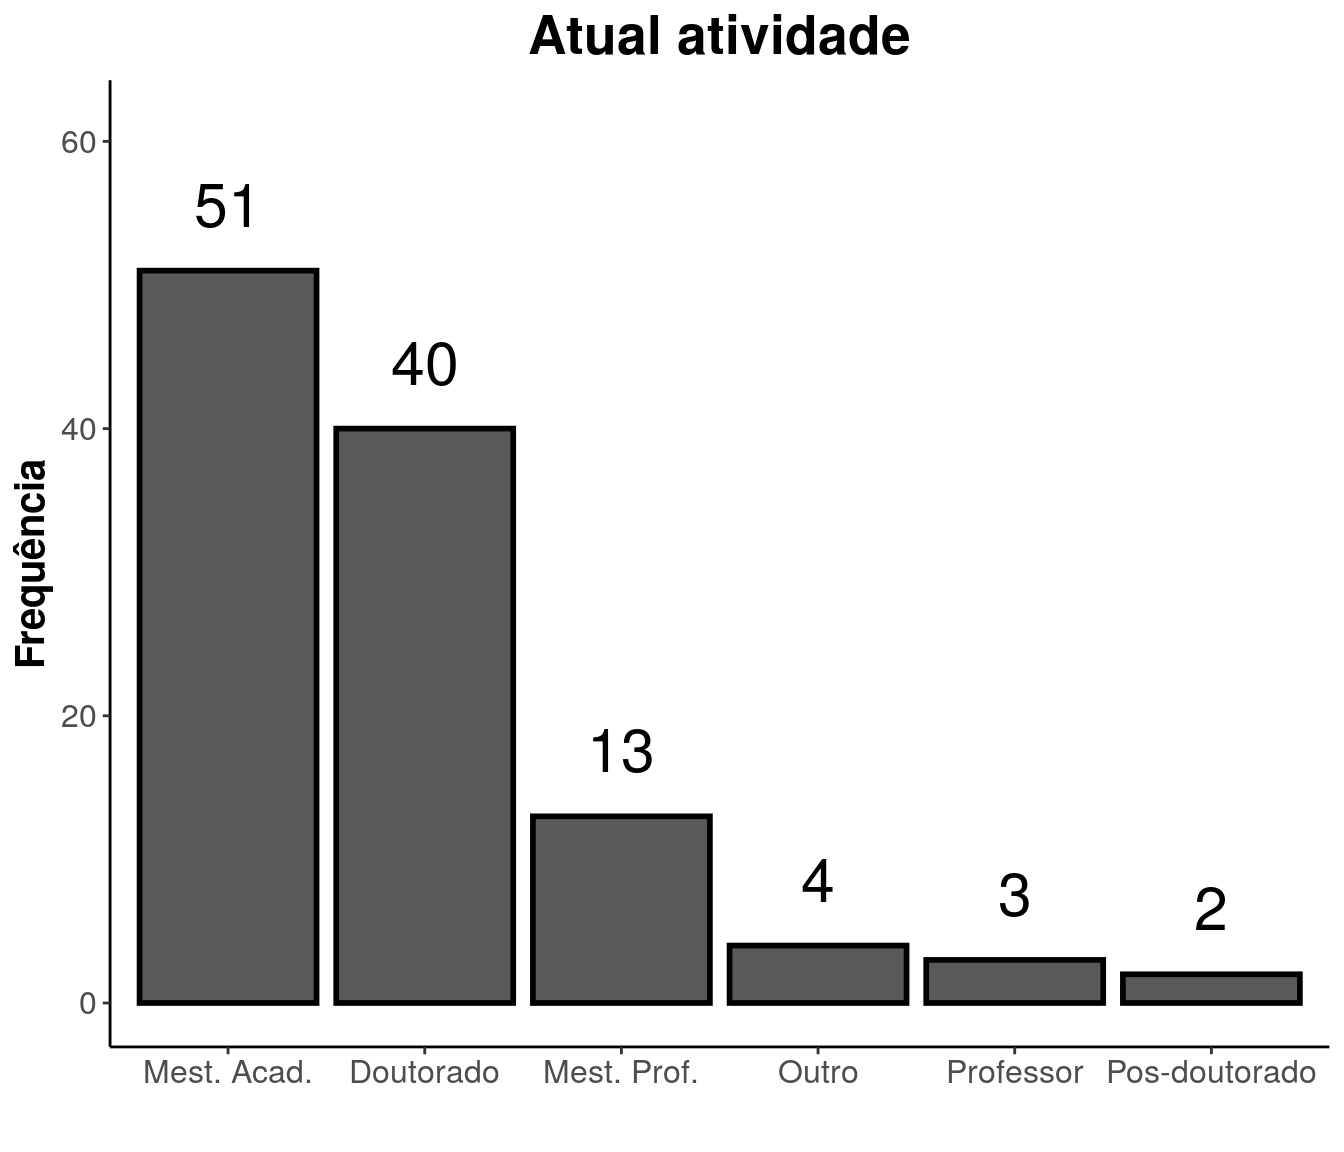 Atual atividade
Frequência
60
40
20
0
51
40
13
4
3
2
Mest. Acad.
Doutorado
Mest. Prof.
Outro
Professor
Pos-doutorado